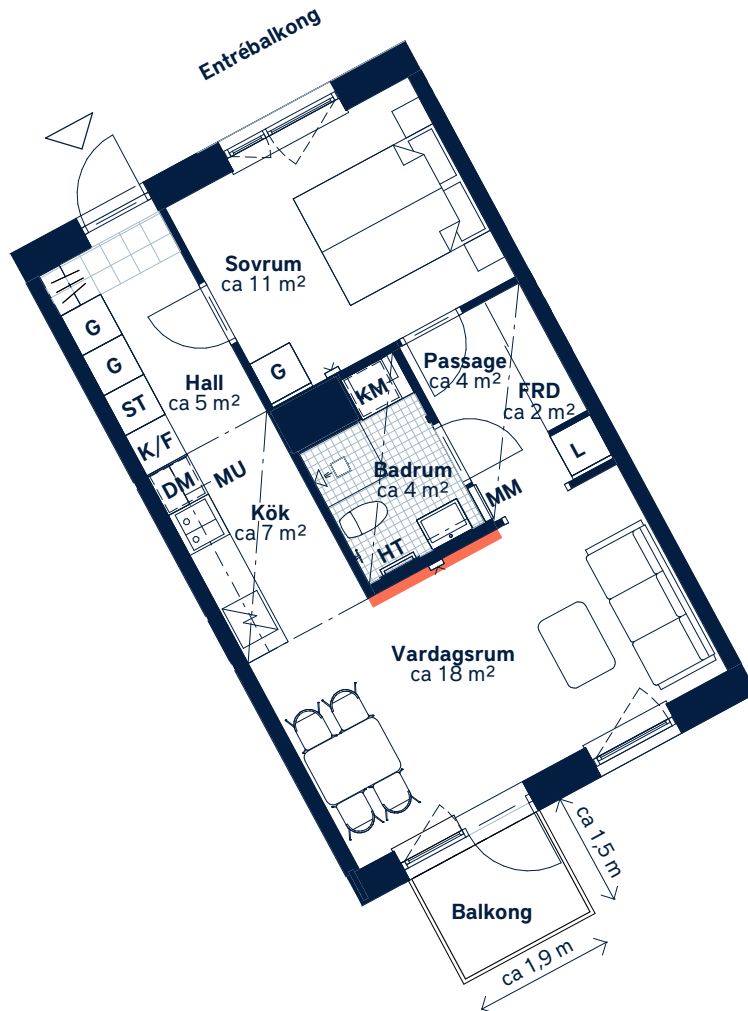 Entrébalkong
Sovrum
ca 11 m²
G
G
ST
K/F
DM
MU
Hall
ca 5 m²
G
KM
Passage
ca 4 m²
FRD
ca 2 m²
L
Badrum
ca 4 m²
MM
HT
Kök
ca 7 m²
Vardagsrum
ca 18 m²
ca 1,5 m
Balkong
ca 1,9 m